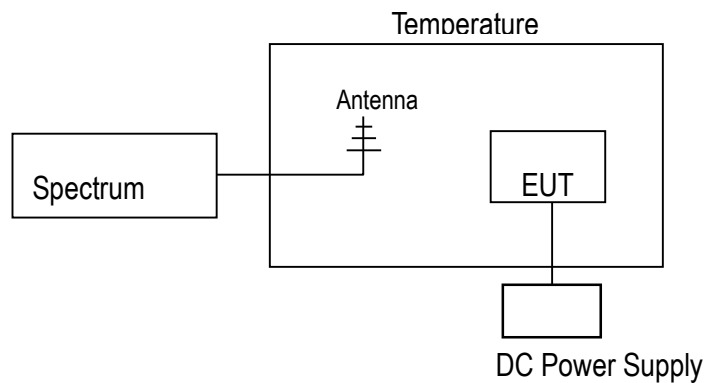 Temperature
Antenna
Spectrum
EUT
DC Power Supply